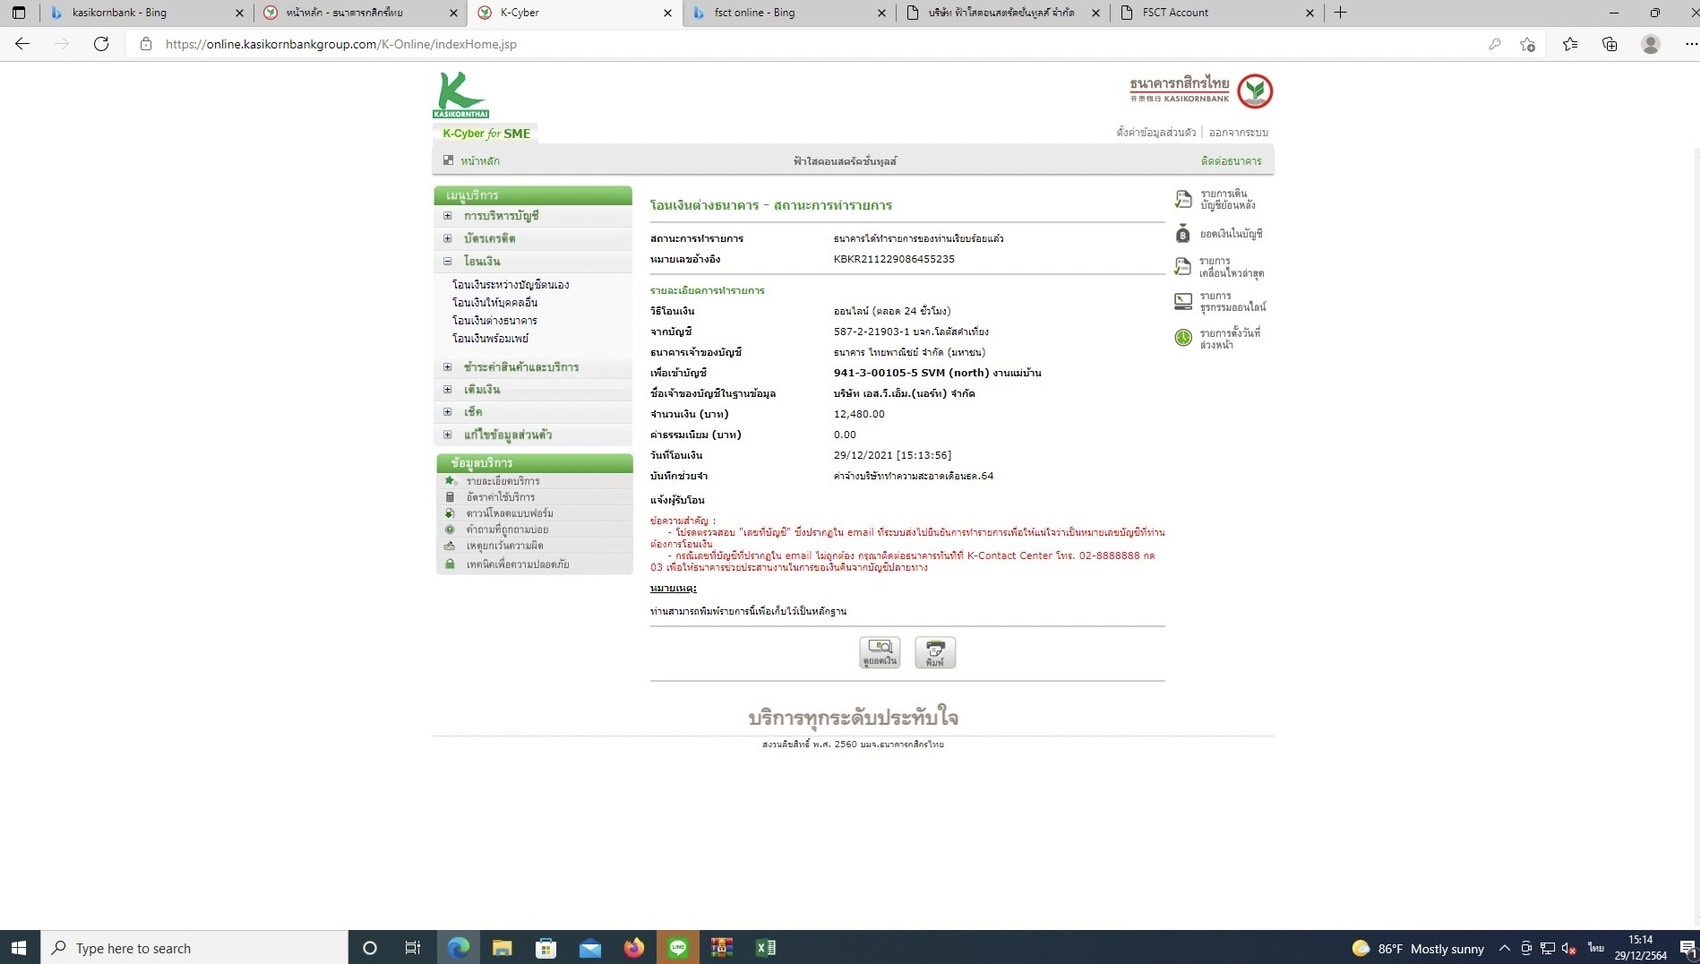 kasikornbank - Bing
หน้าหลัก - ธนาคารกสิกรไทย
K-Cyber
fsct online - Bing
บริษัท ฟ้าใสคอนสตรัคชั่นทูลส์ จำกัด
FSCT Account
https://online.kasikornbankgroup.com/K-Online/indexHome.jsp
KASIKORNTHAI
ธนาคารกสิกรไทย
开泰银行 KASIKORNBANK
K-Cyber for SME
ตั้งค่าข้อมูลส่วนตัว | ออกจากระบบ
หน้าหลัก
ฟ้าใสคอนสตรัคชั่นทูลส์
ติดต่อธนาคาร
เมนูบริการ
การบริหารบัญชี
บัตรเครดิต
โอนเงิน
โอนเงินระหว่างบัญชีตนเอง
โอนเงินให้บุคคลอื่น
โอนเงินต่างธนาคาร
โอนเงินพร้อมเพย์
ชำระค่าสินค้าและบริการ
เติมเงิน
เช็ค
แก้ไขข้อมูลส่วนตัว
ข้อมูลบริการ
รายละเอียดบริการ
อัตราค่าใช้บริการ
ดาวน์โหลดแบบฟอร์ม
คำถามที่ถูกถามบ่อย
เหตุยกเว้นความผิด
เทคนิคเพื่อความปลอดภัย
โอนเงินต่างธนาคาร - สถานะการทำรายการ
สถานะการทำรายการ ธนาคารได้ทำรายการของท่านเรียบร้อยแล้ว
หมายเลขอ้างอิง KBKR211229086455235
รายละเอียดการทำรายการ
วิธีโอนเงิน ออนไลน์ (ตลอด 24 ชั่วโมง)
จากบัญชี 587-2-21903-1 บจก.โลตัสคำเที่ยง
ธนาคารเจ้าของบัญชี ธนาคาร ไทยพาณิชย์ จำกัด (มหาชน)
เพื่อเข้าบัญชี 941-3-00105-5 SVM (north) งานแม่บ้าน
ชื่อเจ้าของบัญชีในฐานข้อมูล บริษัท เอส.วี.เอ็ม.(นอร์ท) จำกัด
จำนวนเงิน (บาท) 12,480.00
ค่าธรรมเนียม (บาท) 0.00
วันที่โอนเงิน 29/12/2021 [15:13:56]
บันทึกช่วยจำ ค่าจ้างบริษัททำความสะอาดเดือนธค.64
แจ้งผู้รับโอน
ข้อความสำคัญ :
- โปรดตรวจสอบ "เลขที่บัญชี" ซึ่งปรากฏใน email ที่ระบบส่งไปยืนยันการทำรายการเพื่อให้แน่ใจว่าเป็นหมายเลขบัญชีที่ท่าน
ต้องการโอนเงิน
- กรณีเลขที่บัญชีที่ปรากฏใน email ไม่ถูกต้อง กรุณาติดต่อธนาคารทันทีที่ K-Contact Center โทร. 02-8888888 กด
03 เพื่อให้ธนาคารช่วยประสานงานในการขอเงินคืนจากบัญชีปลายทาง
หมายเหตุ:
ท่านสามารถพิมพ์รายการนี้เพื่อเก็บไว้เป็นหลักฐาน
ดูยอดเงิน
พิมพ์
รายการเดิน
บัญชีย้อนหลัง
ยอดเงินในบัญชี
รายการ
เคลื่อนไหวล่าสุด
รายการ
ธุรกรรมออนไลน์
รายการตั้งวันที่
ล่วงหน้า
บริการทุกระดับประทับใจ
สงวนลิขสิทธิ์ พ.ศ. 2560 บมจ.ธนาคารกสิกรไทย
Type here to search
86°F Mostly sunny
ไทย
15:14
29/12/2564